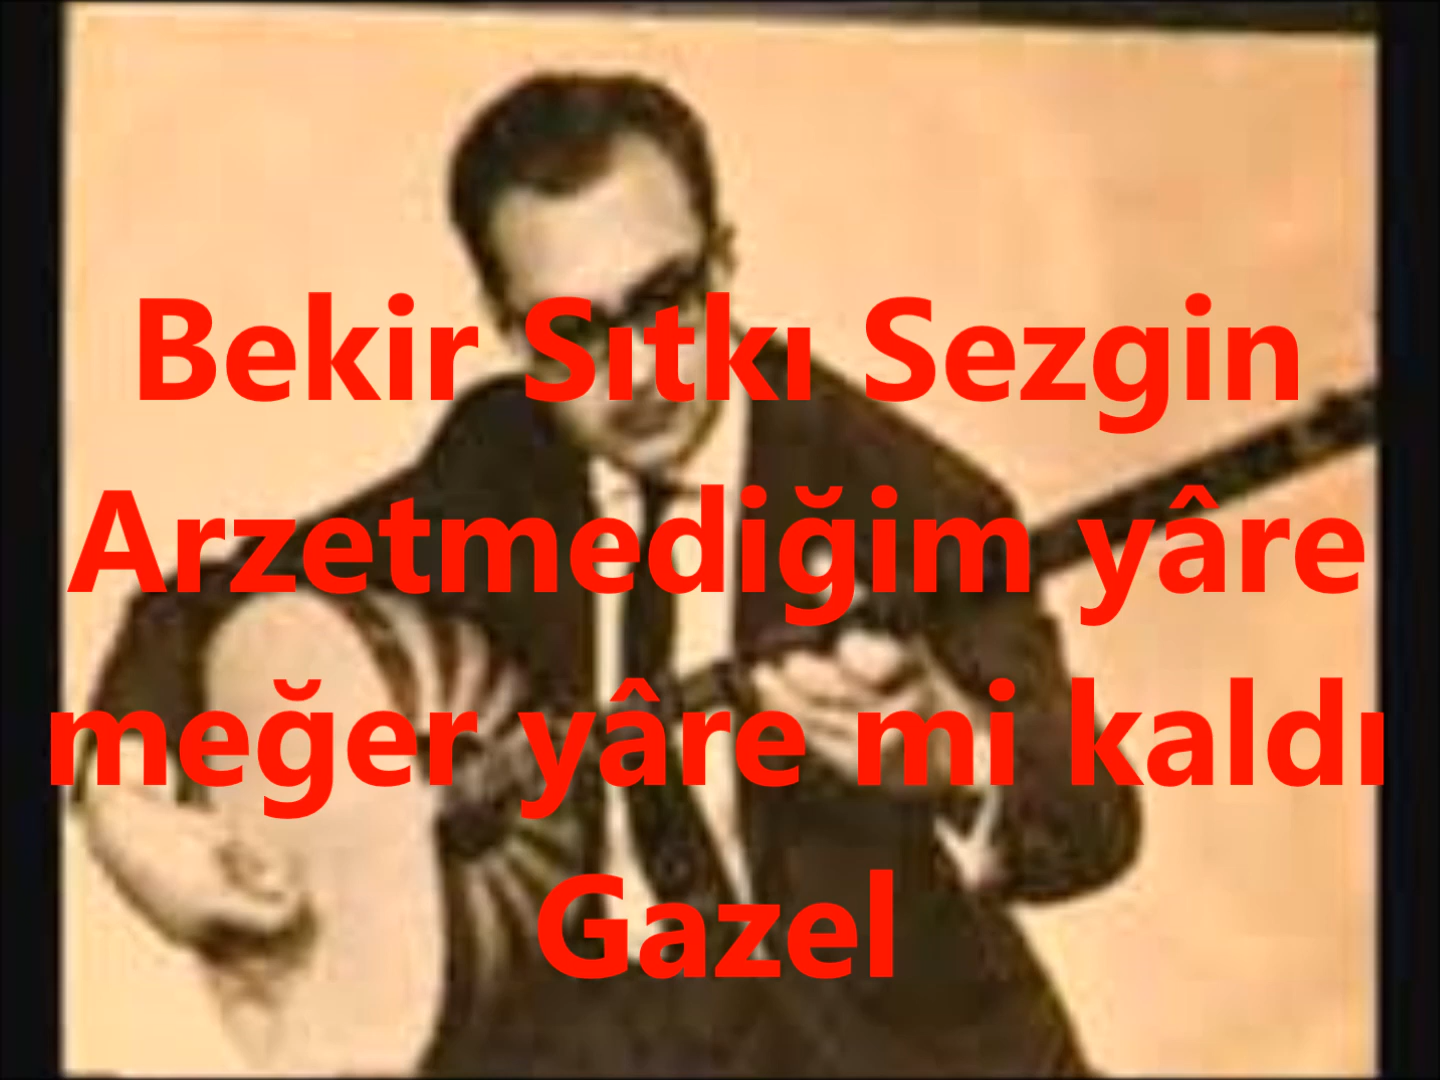 Bekir Sıtkı Sezgin
Arzetmediğim yâre
meğer yâre mi kaldı
Gazel